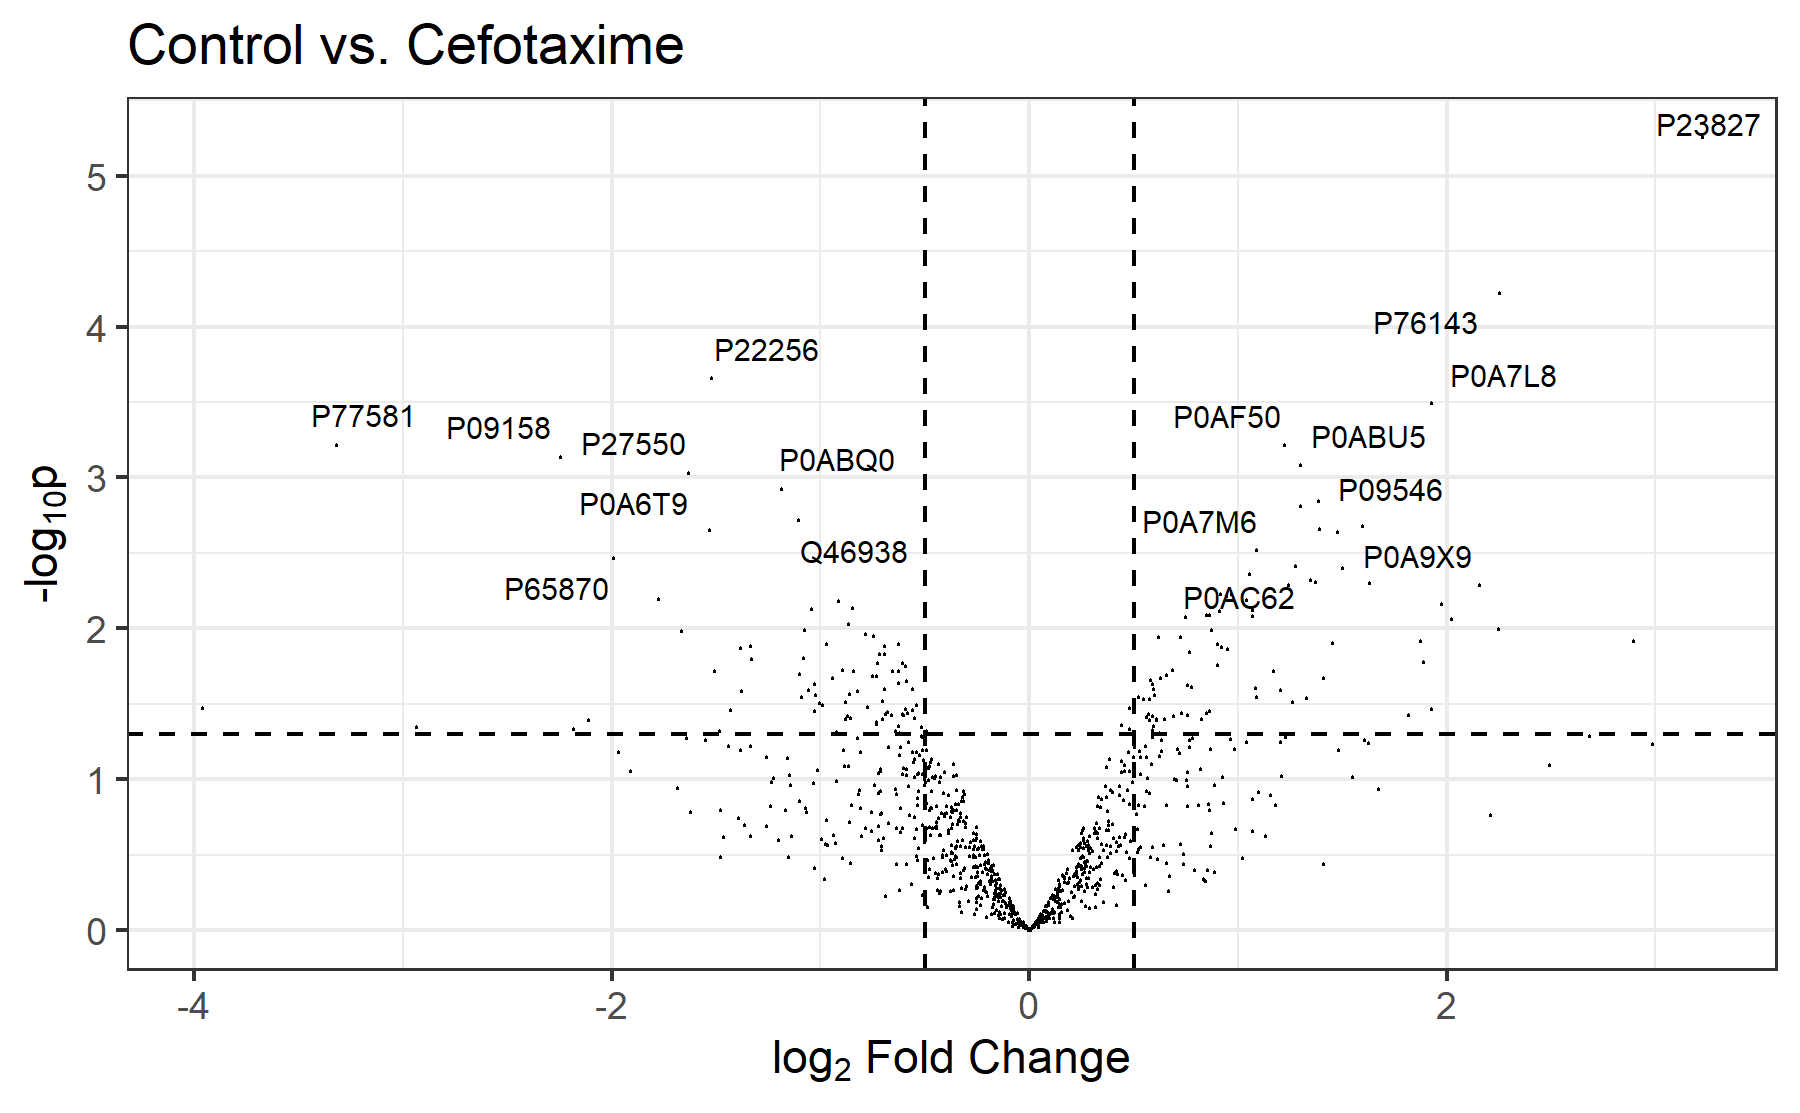 Control vs. Cefotaxime
P23827
5
P76143
4
P22256
P0A7L8
P77581
P09158
P0AF50
P27550
P0ABU5
P0ABQ0
3
P0A6T9
P09546
P0A7M6
Q46938
P0A9X9
P65870
P0AC62
2
1
0
-log10p
-4 -2 0 2
log2 Fold Change